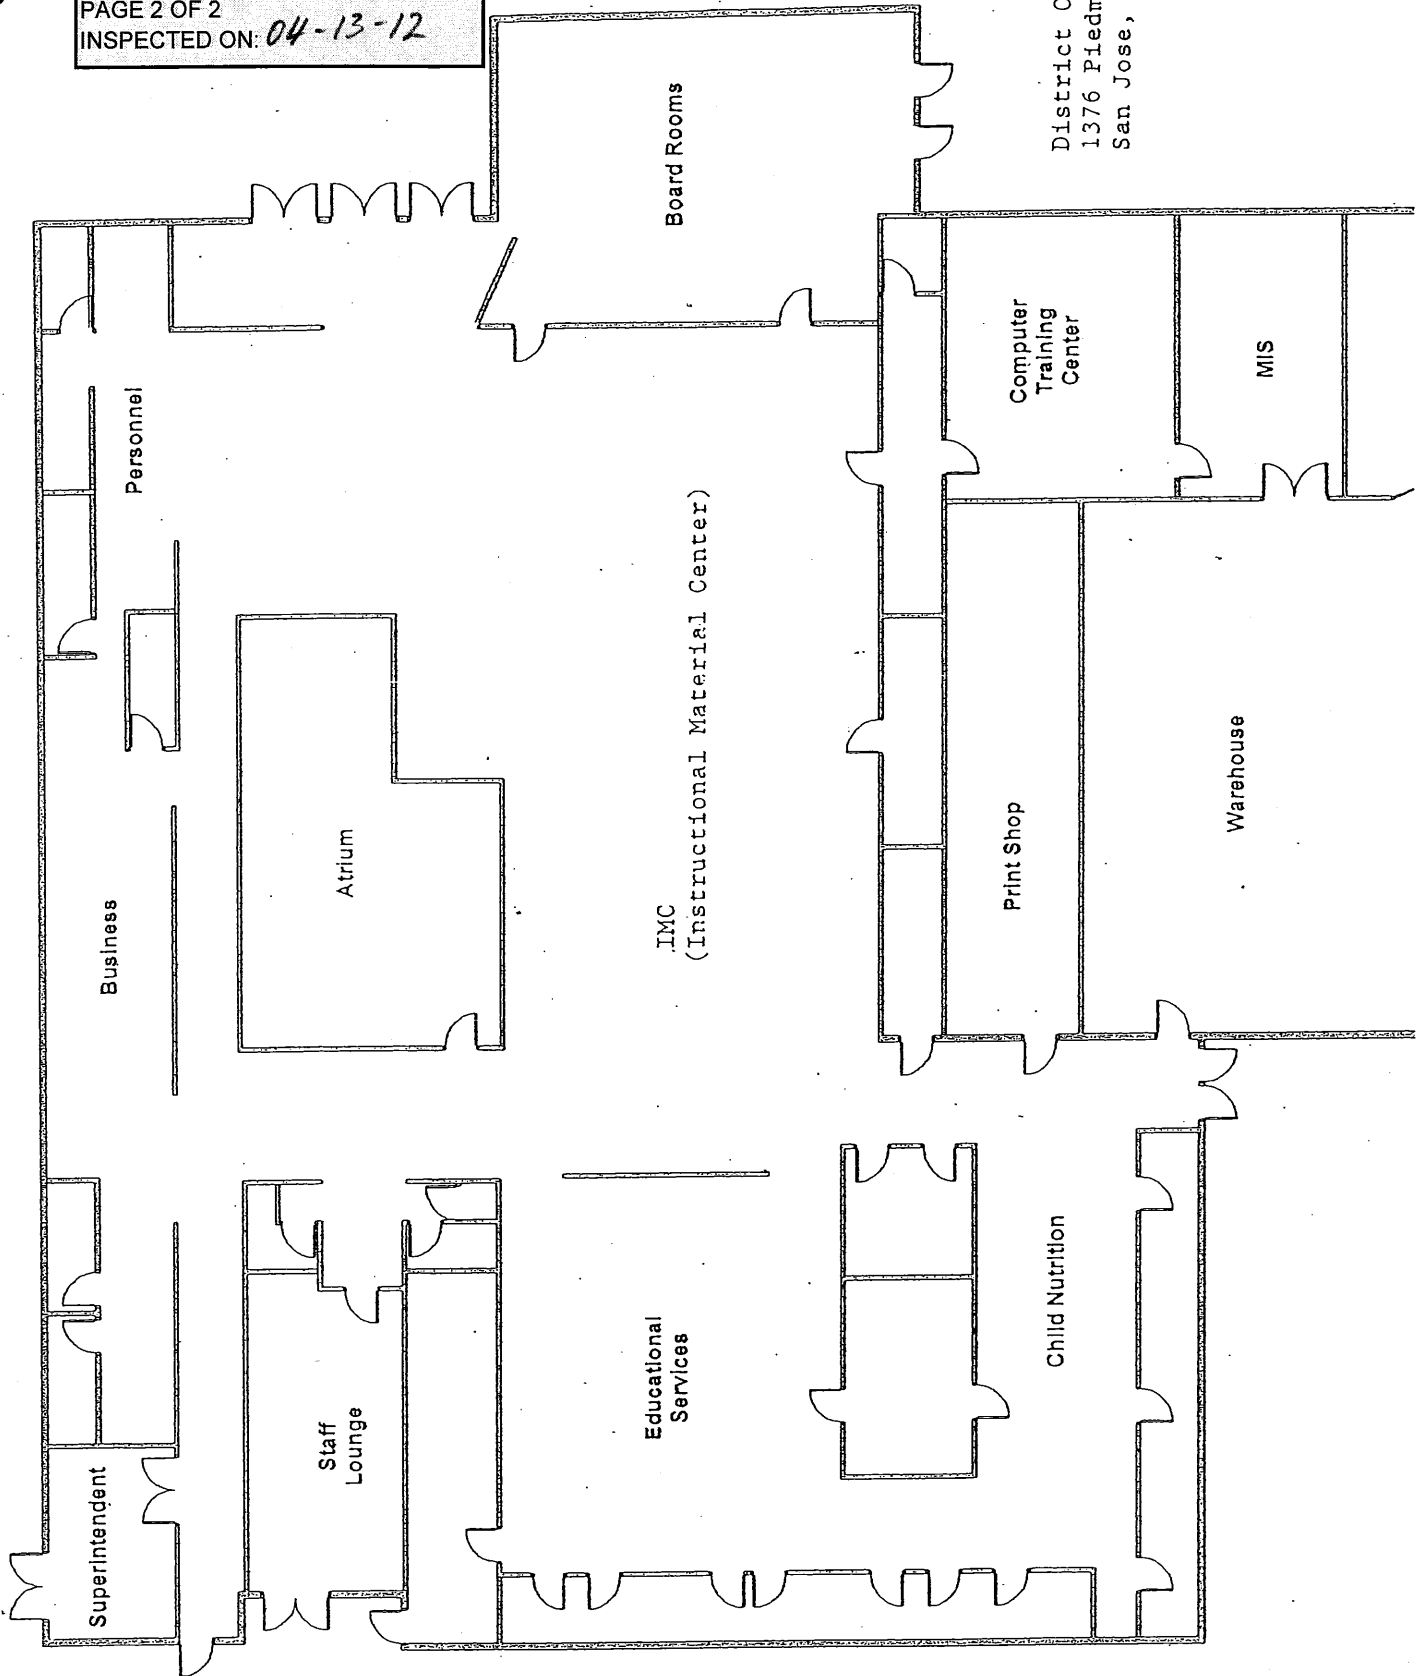 PAGE 2 OF 2
INSPECTED ON: 04-13-12
District
1376
San Jose,
Board Rooms
Personnel
Computer
Training
Center
MIS
IMC
(Instructional Material Center)
Atrium
Business
Print Shop
Warehouse
Superintendent
Staff
Lounge
Educational
Services
Child Nutrition